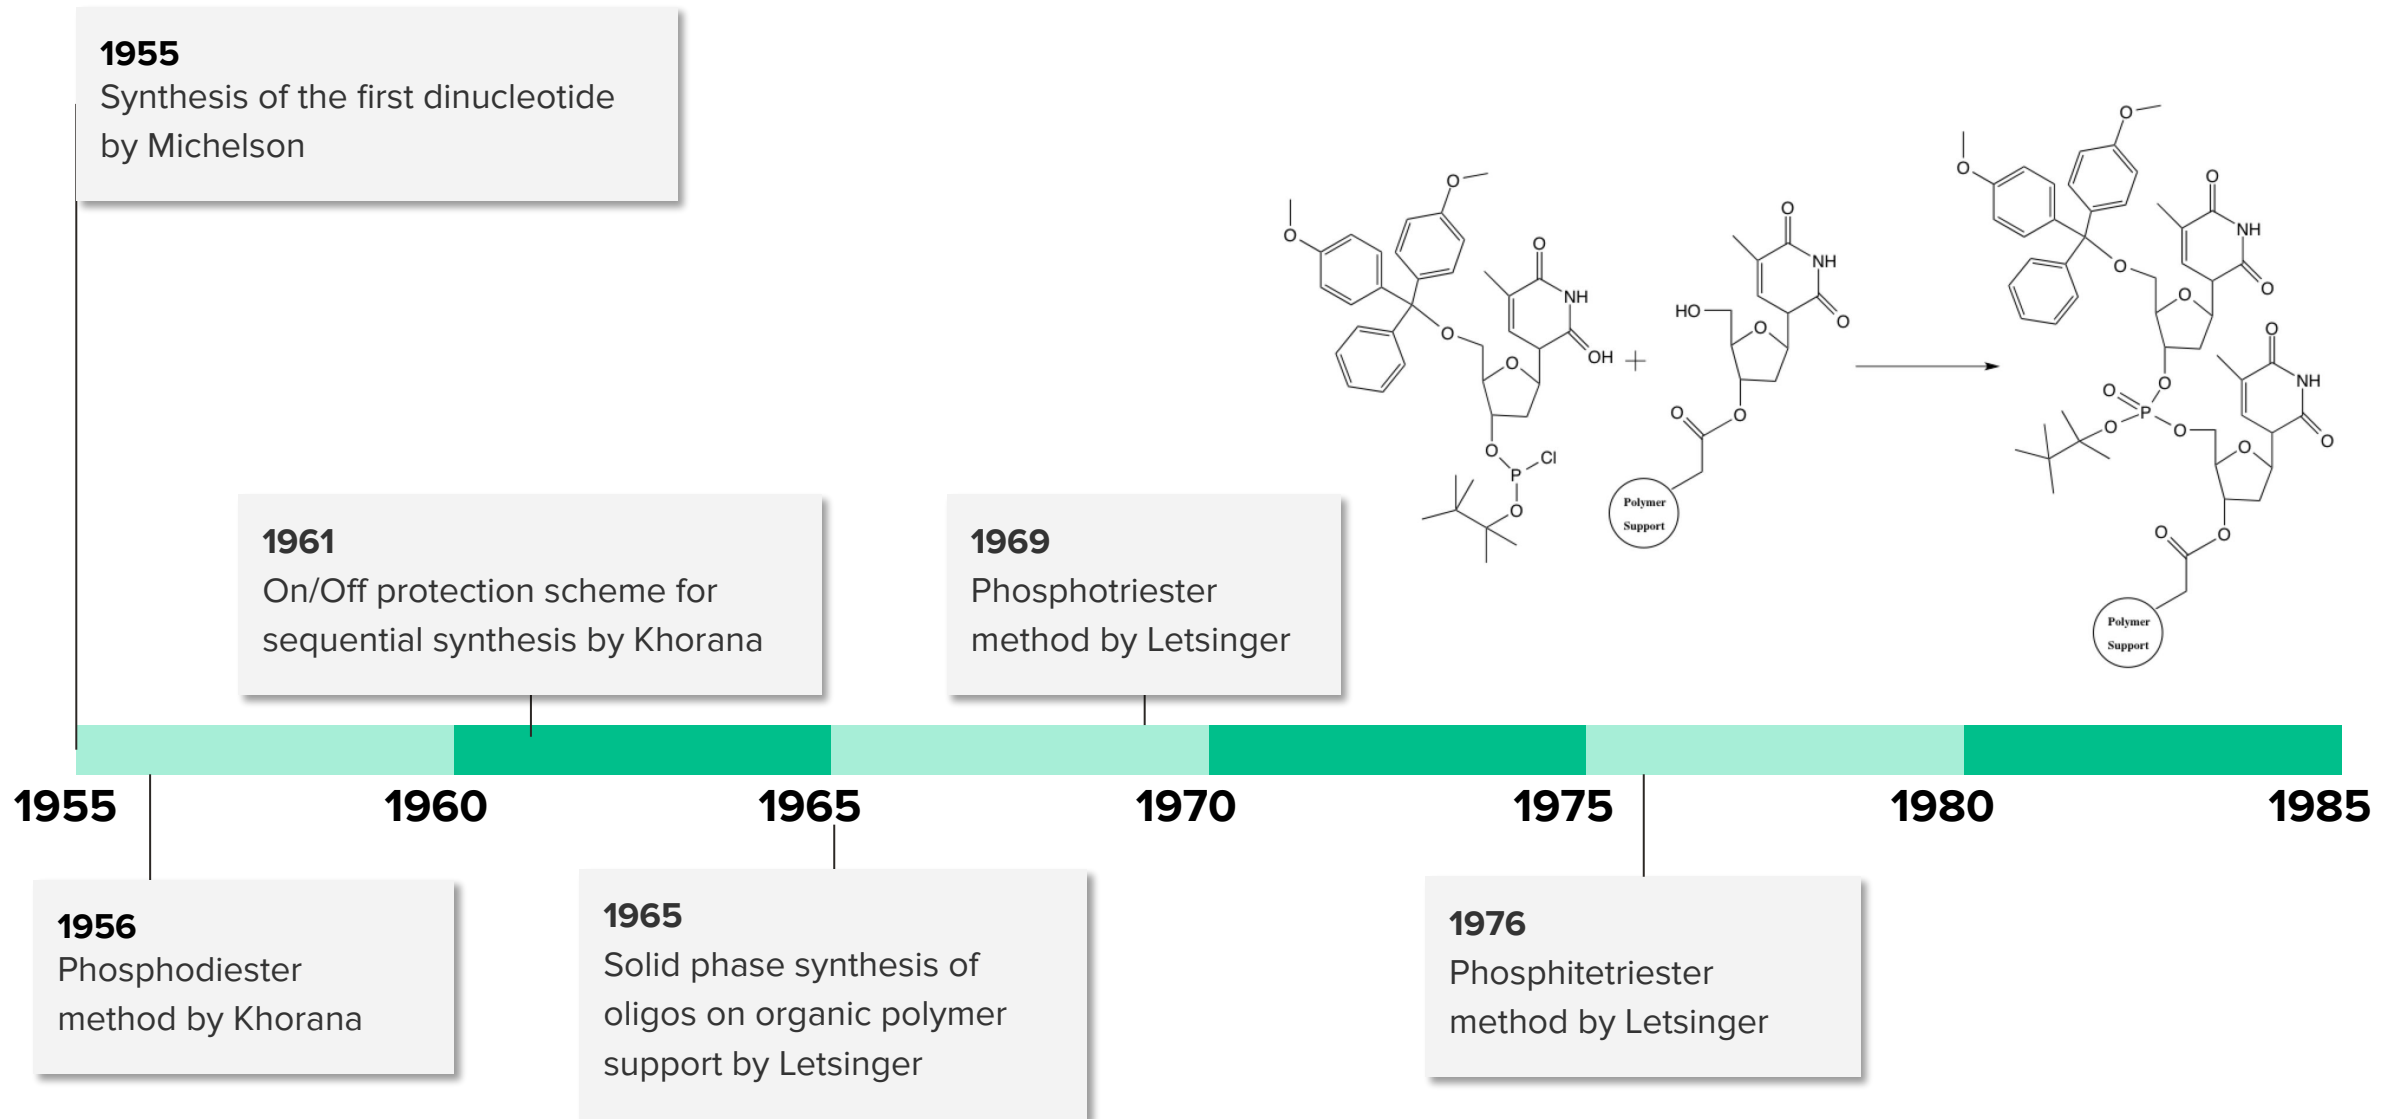 1955
Synthesis of the first dinucleotide
by Michelson
1961
On/Off protection scheme for
sequential synthesis by Khorana
1969
Phosphotriester
method by Letsinger
O
O
O
O
NH
OH
O
O
P
Cl
O
+
O
NH
O
HO
O
O
O
Polymer
Support
O
O
O
O
NH
O
O
O
O
P
O
O
O
NH
O
O
O
O
Polymer
Support
1955 1960 1965 1970 1975 1980 1985
1956
Phosphodiester
method by Khorana
1965
Solid phase synthesis of
oligos on organic polymer
support by Letsinger
1976
Phosphitetriester
method by Letsinger